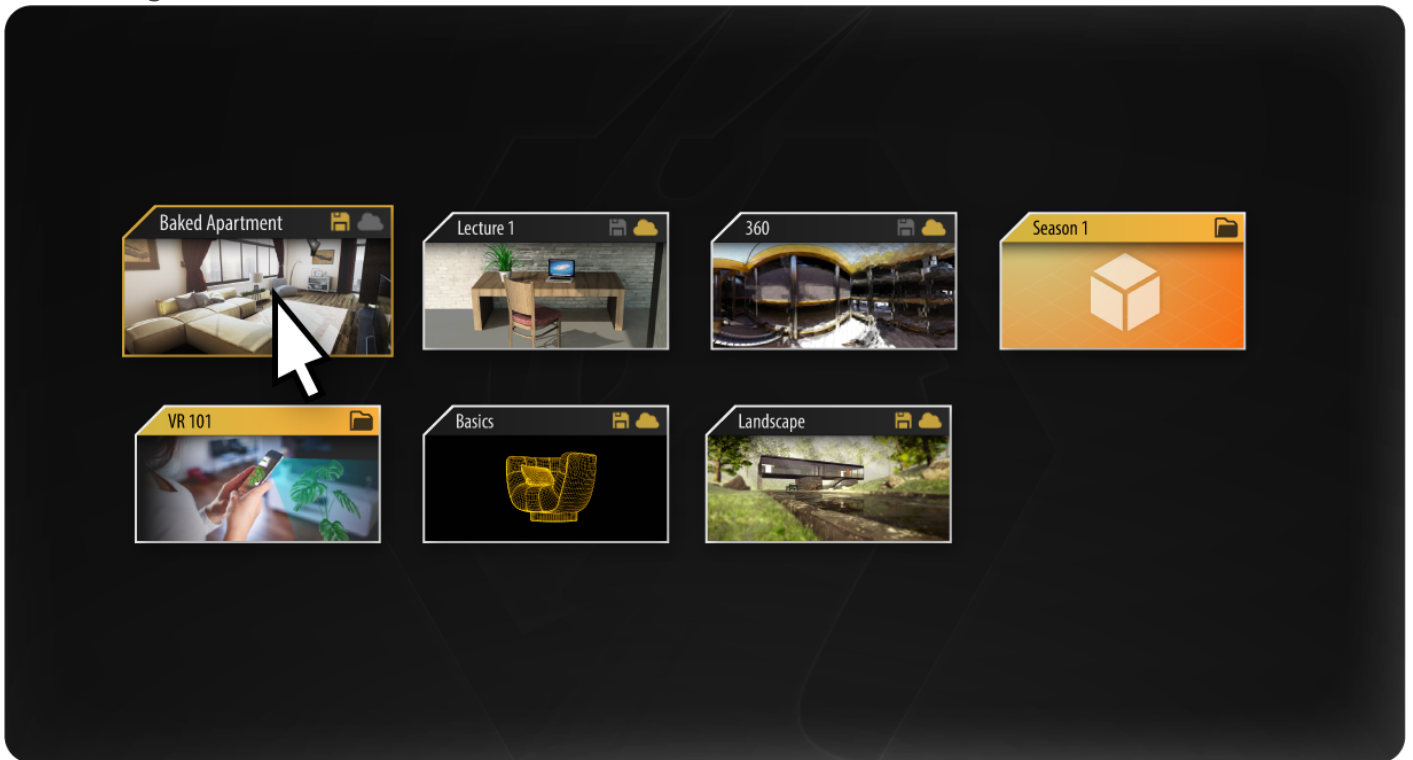 Baked Apartment
Lecture 1
360
Season 1
VR 101
Basics
Landscape